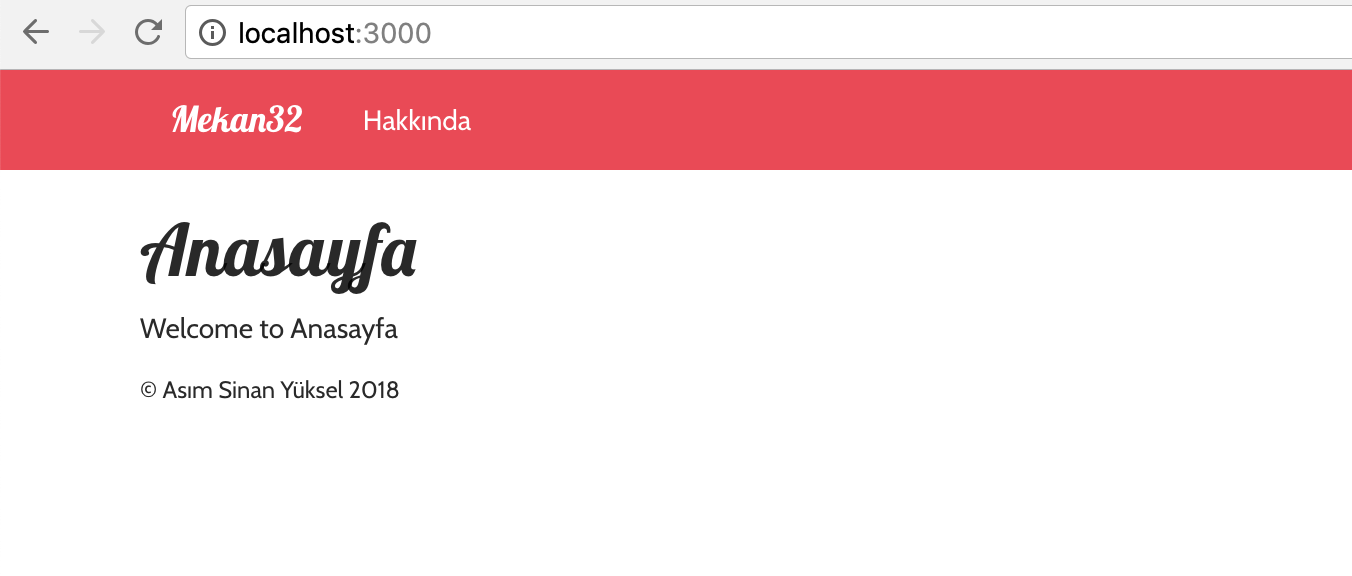 localhost:3000
Mekan32 Hakkında
Anasayfa
Welcome to Anasayfa
© Asım Sinan Yüksel 2018